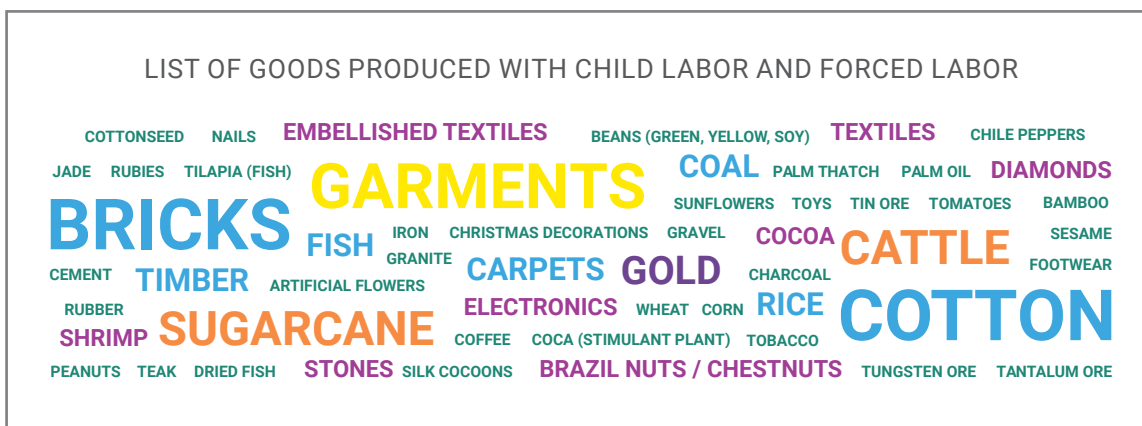 LIST OF GOODS PRODUCED WITH CHILD LABOR AND FORCED LABOR
COTTONSEED NAILS EMBELLISHED TEXTILES BEANS (GREEN, YELLOW, SOY) TEXTILES CHILE PEPPERS
JADE RUBIES TILAPIA (FISH) GARMENTS COAL PALM THATCH PALM OIL DIAMONDS
BRICKS SUNFLOWERS TOYS TIN ORE TOMATOES BAMBOO
FISH IRON CHRISTMAS DECORATIONS GRAVEL COCOA CATTLE SESAME
GRANITE CARPETS GOLD CHARCOAL FOOTWEAR
CEMENT TIMBER ARTIFICIAL FLOWERS
RUBBER ELECTRONICS WHEAT CORN RICE COTTON
SHRIMP SUGARCANE COFFEE COCA (STIMULANT PLANT) TOBACCO
PEANUTS TEAK DRIED FISH STONES SILK COCOONS BRAZIL NUTS / CHESTNUTS TUNGSTEN ORE TANTALUM ORE